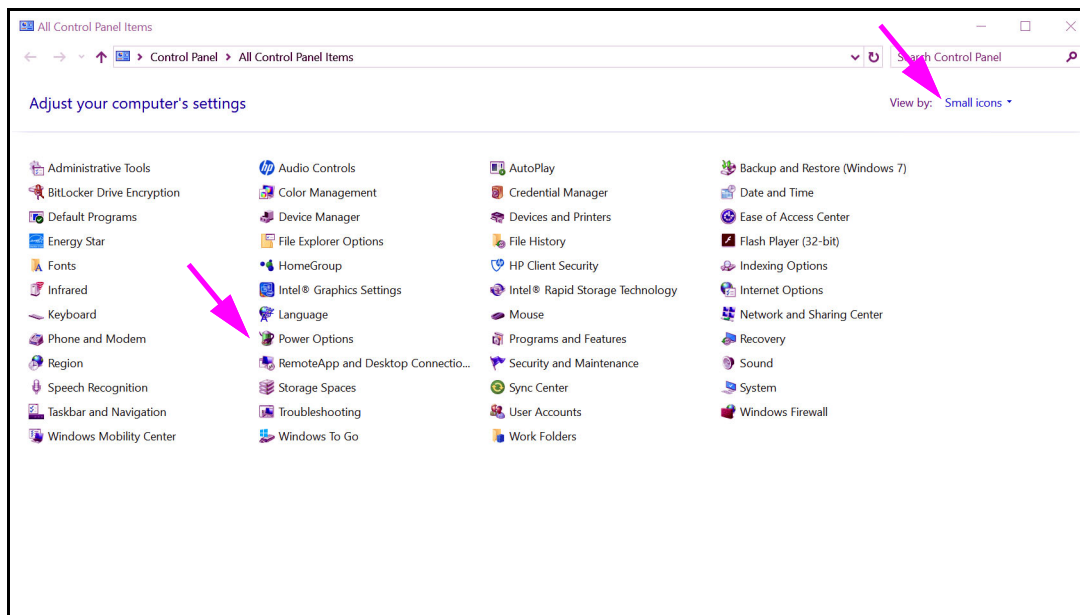 All Control Panel Items
Control Panel > All Control Panel Items
Search Control Panel
Adjust your computer's settings
View by: Small icons
Administrative Tools
Audio Controls
AutoPlay
Backup and Restore (Windows 7)
BitLocker Drive Encryption
Color Management
Credential Manager
Date and Time
Default Programs
Device Manager
Devices and Printers
Ease of Access Center
Energy Star
File Explorer Options
File History
Flash Player (32-bit)
Fonts
HomeGroup
HP Client Security
Indexing Options
Infrared
Intel® Graphics Settings
Intel® Rapid Storage Technology
Internet Options
Keyboard
Language
Mouse
Network and Sharing Center
Phone and Modem
Power Options
Programs and Features
Recovery
Region
RemoteApp and Desktop Connectio...
Security and Maintenance
Sound
Speech Recognition
Storage Spaces
Sync Center
System
Taskbar and Navigation
Troubleshooting
User Accounts
Windows Firewall
Windows Mobility Center
Windows To Go
Work Folders